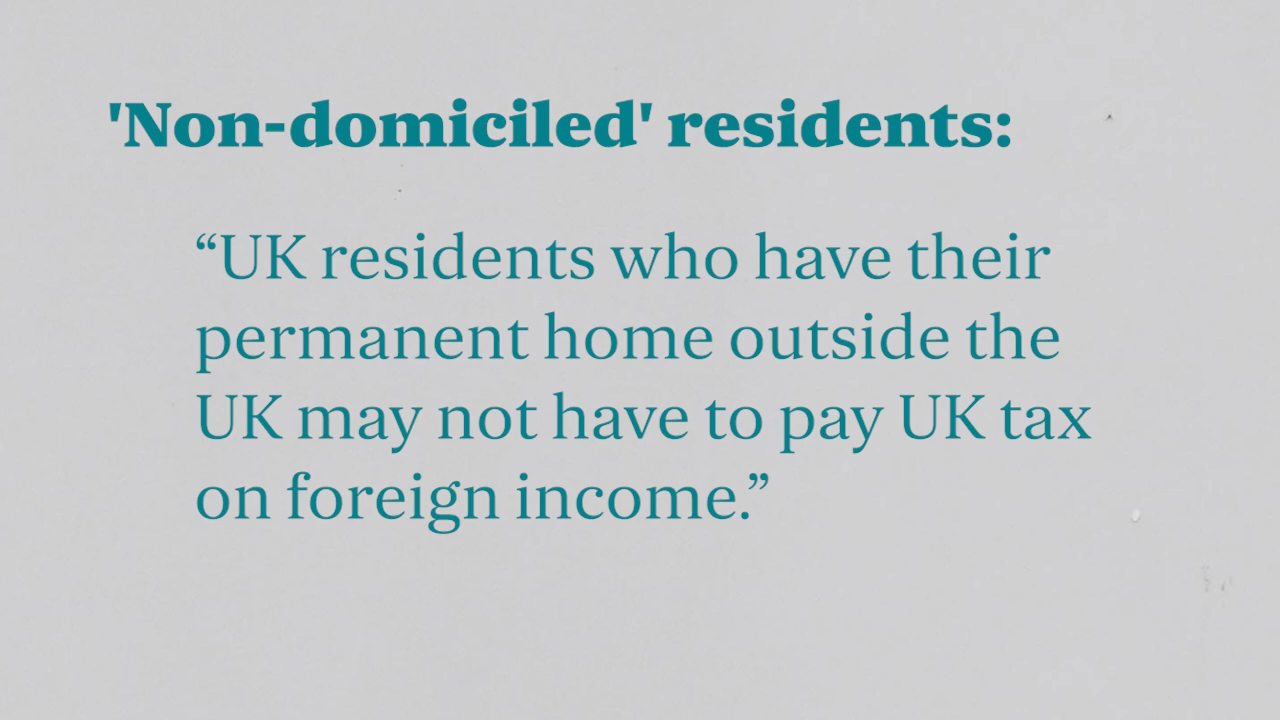 'Non-domiciled' residents:
“UK residents who have their
permanent home outside the
UK may not have to pay UK tax
on foreign income.”